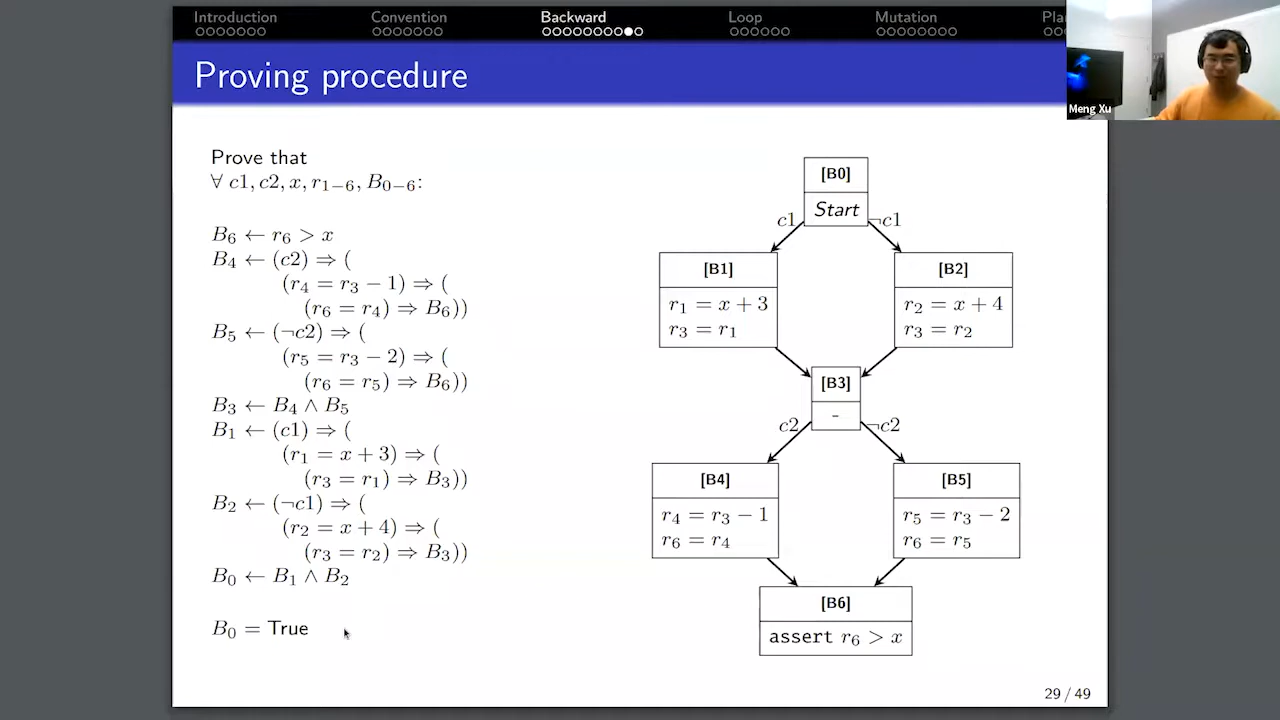 Introduction
Convention
Backward
Loop
Mutation
Pla
Proving procedure
Meng Xu
Prove that
∀ c1, c2, x, r₁₋₆, B₀₋₆:
B₆ ← r₆ > x
B₄ ← (c2) ⇒ (
(r₄ = r₃ − 1) ⇒ (
(r₆ = r₄) ⇒ B₆))
B₅ ← (¬c2) ⇒ (
(r₅ = r₃ − 2) ⇒ (
(r₆ = r₅) ⇒ B₆))
B₃ ← B₄ ∧ B₅
B₁ ← (c1) ⇒ (
(r₁ = x + 3) ⇒ (
(r₃ = r₁) ⇒ B₃))
B₂ ← (¬c1) ⇒ (
(r₂ = x + 4) ⇒ (
(r₃ = r₂) ⇒ B₃))
B₀ ← B₁ ∧ B₂
B₀ = True
[B0]
Start
c1
¬c1
[B1]
r₁ = x + 3
r₃ = r₁
[B2]
r₂ = x + 4
r₃ = r₂
[B3]
-
c2
¬c2
[B4]
r₄ = r₃ − 1
r₆ = r₄
[B5]
r₅ = r₃ − 2
r₆ = r₅
[B6]
assert r₆ > x
29 / 49